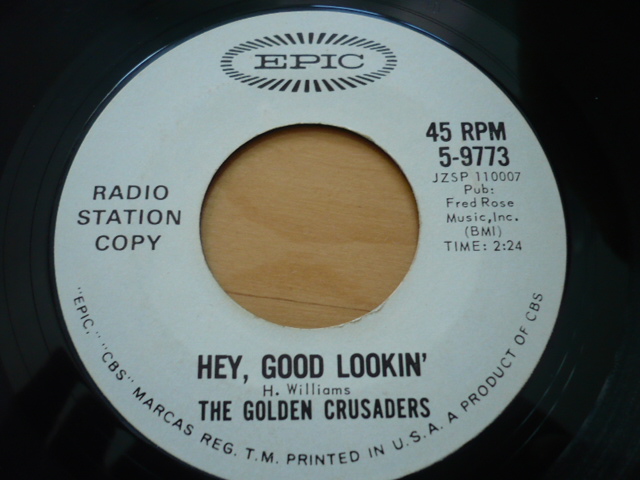 EPIC
45 RPM
5-9773
JZSP 110007
Pub:
Fred Rose
Music,Inc.
(BMI)
TIME: 2:24
RADIO
STATION
COPY
HEY, GOOD LOOKIN'
H. Williams
THE GOLDEN CRUSADERS
"EPIC," "CBS" MARCAS REG. T.M. PRINTED IN U.S.A. A PRODUCT OF CBS